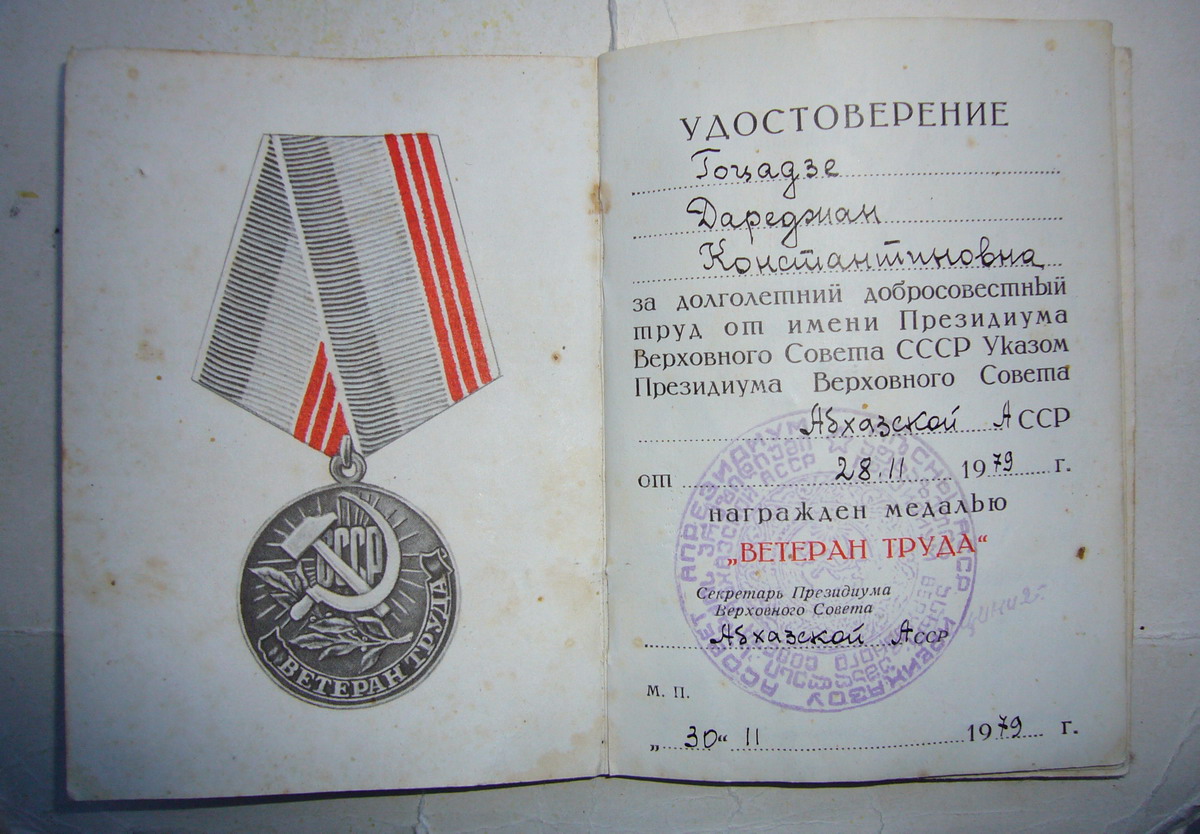 СССР
ВЕТЕРАН ТРУДА
УДОСТОВЕРЕНИЕ
Гоцадзе
Дареджан
Константиновна
за долголетний добросовестный
труд от имени Президиума
Верховного Совета СССР Указом
Президиума Верховного Совета
Абхазской АССР
от 28.11 1979 г.
награжден медалью
„ВЕТЕРАН ТРУДА“
Секретарь Президиума
Верховного Совета
Абхазской АССР
М. П.
„30“ 11 1979 г.